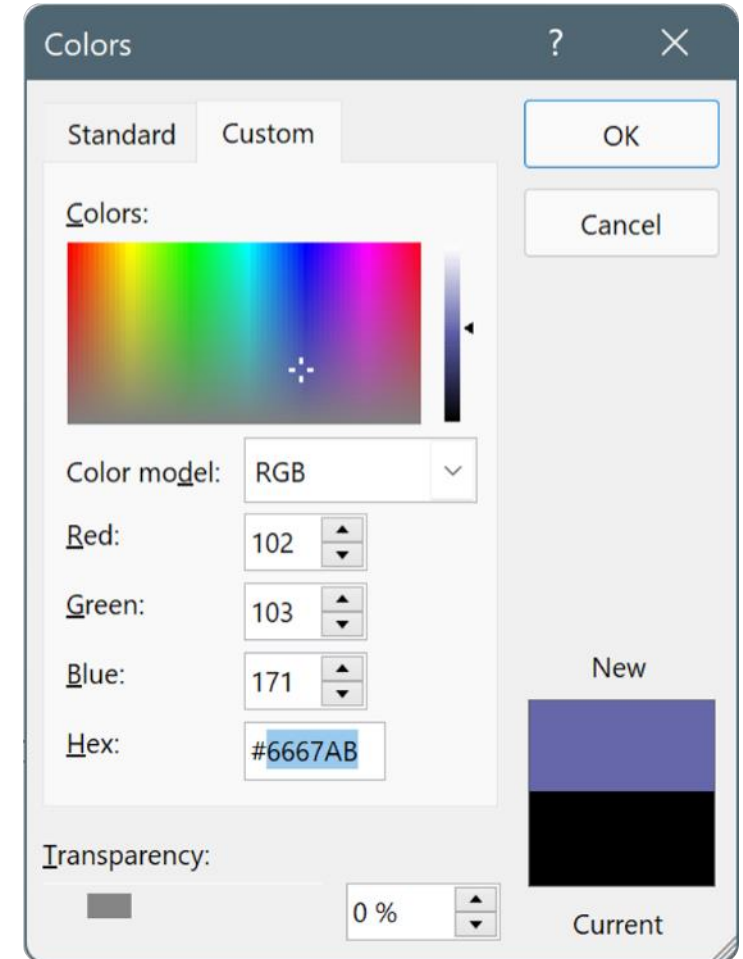 Colors ?
Standard Custom
OK
Cancel
Colors:
Color model: RGB
Red: 102
Green: 103
Blue: 171
Hex: #6667AB
New
Current
Transparency:
0 %